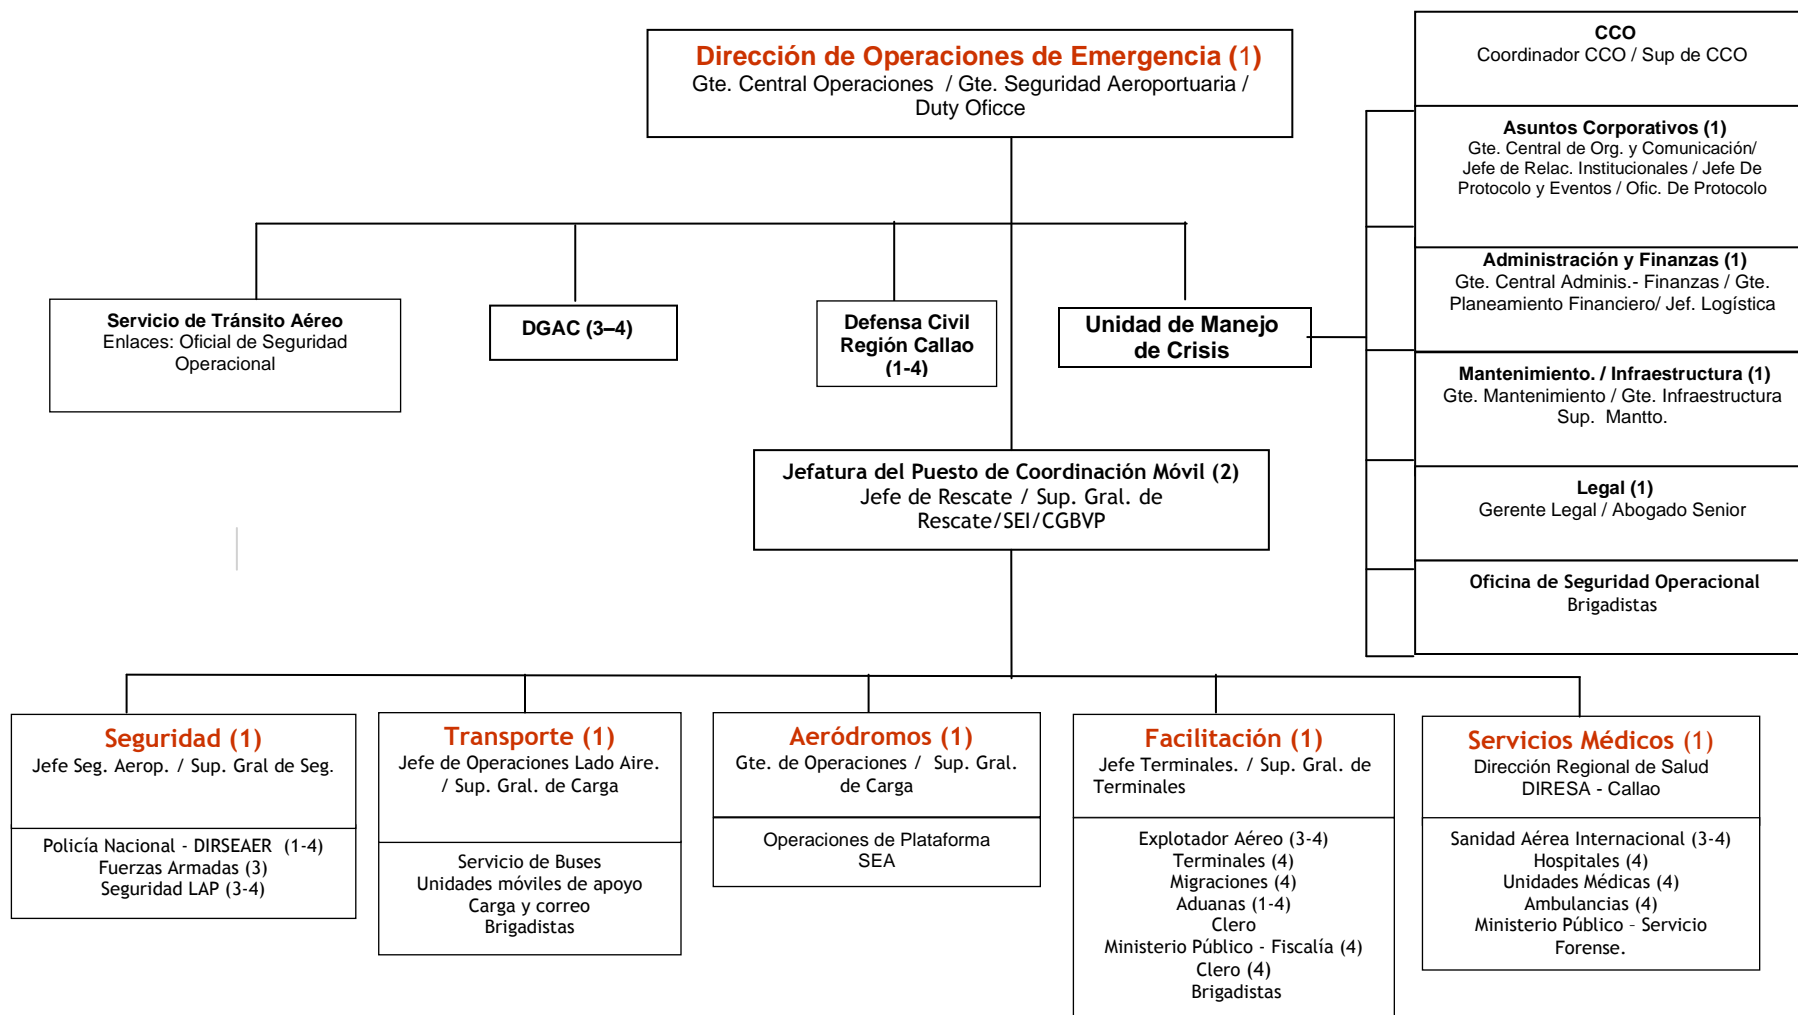 Dirección de Operaciones de Emergencia (1)
Gte. Central Operaciones / Gte. Seguridad Aeroportuaria /
Duty Oficce
CCO
Coordinador CCO / Sup de CCO
Asuntos Corporativos (1)
Gte. Central de Org. y Comunicación/
Jefe de Relac. Institucionales / Jefe De
Protocolo y Eventos / Ofic. De Protocolo
Administración y Finanzas (1)
Gte. Central Adminis.- Finanzas / Gte.
Planeamiento Financiero/ Jef. Logística
Mantenimiento. / Infraestructura (1)
Gte. Mantenimiento / Gte. Infraestructura
Sup. Mantto.
Legal (1)
Gerente Legal / Abogado Senior
Oficina de Seguridad Operacional
Brigadistas
Servicio de Tránsito Aéreo
Enlaces: Oficial de Seguridad
Operacional
DGAC (3–4)
Defensa Civil
Región Callao
(1-4)
Unidad de Manejo
de Crisis
Jefatura del Puesto de Coordinación Móvil (2)
Jefe de Rescate / Sup. Gral. de
Rescate/SEI/CGBVP
Seguridad (1)
Jefe Seg. Aerop. / Sup. Gral de Seg.
Policía Nacional - DIRSEAER (1-4)
Fuerzas Armadas (3)
Seguridad LAP (3-4)
Transporte (1)
Jefe de Operaciones Lado Aire.
/ Sup. Gral. de Carga
Servicio de Buses
Unidades móviles de apoyo
Carga y correo
Brigadistas
Aeródromos (1)
Gte. de Operaciones / Sup. Gral.
de Carga
Operaciones de Plataforma
SEA
Facilitación (1)
Jefe Terminales. / Sup. Gral. de
Terminales
Explotador Aéreo (3-4)
Terminales (4)
Migraciones (4)
Aduanas (1-4)
Clero
Ministerio Público - Fiscalía (4)
Clero (4)
Brigadistas
Servicios Médicos (1)
Dirección Regional de Salud
DIRESA - Callao
Sanidad Aérea Internacional (3-4)
Hospitales (4)
Unidades Médicas (4)
Ambulancias (4)
Ministerio Público – Servicio
Forense.